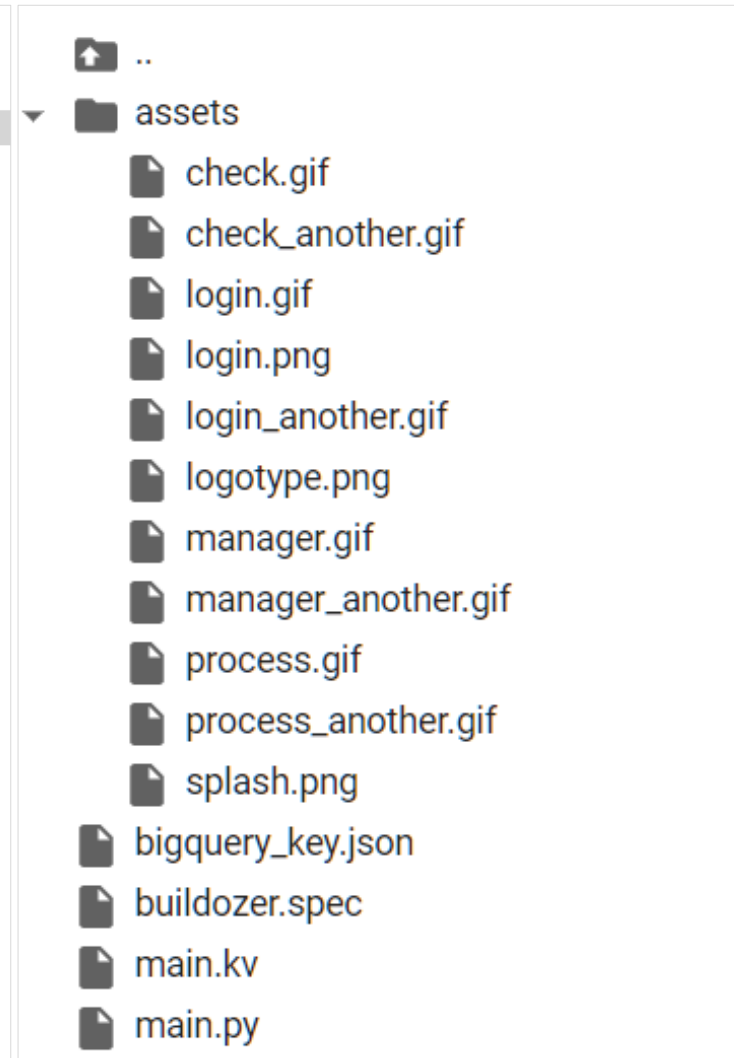 ..
assets
check.gif
check_another.gif
login.gif
login.png
login_another.gif
logotype.png
manager.gif
manager_another.gif
process.gif
process_another.gif
splash.png
bigquery_key.json
buildozer.spec
main.kv
main.py